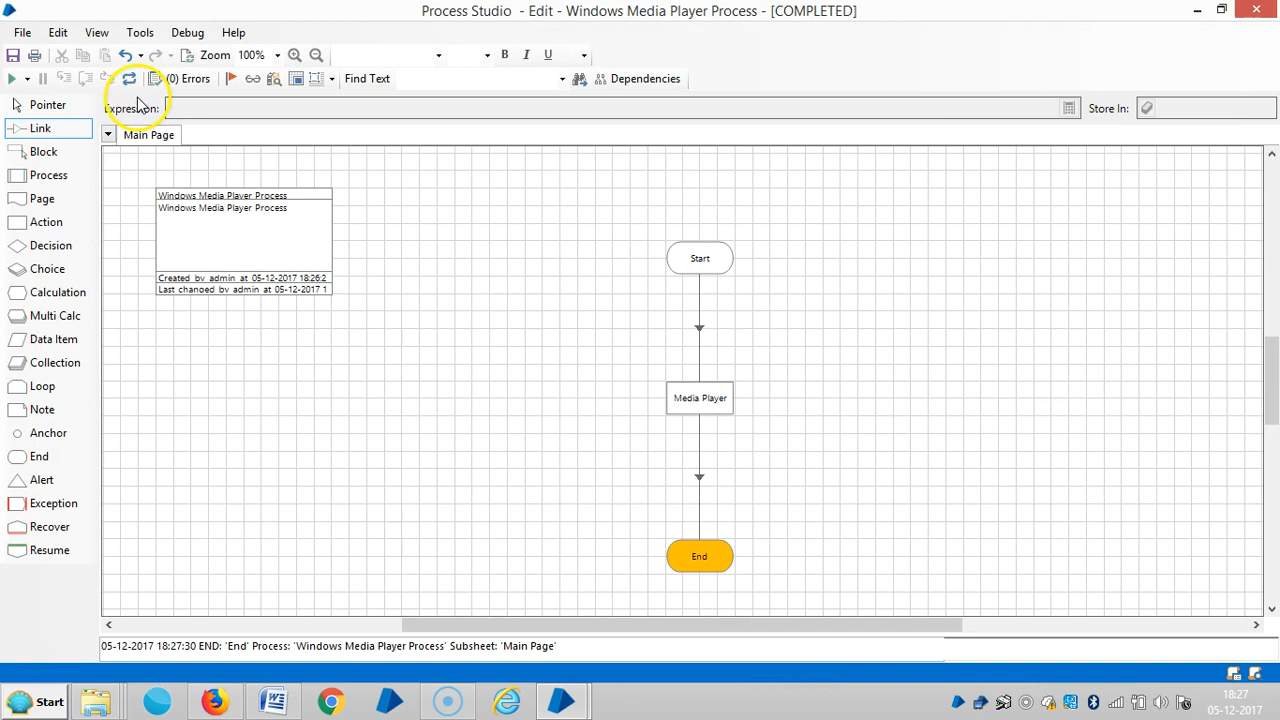 Process Studio - Edit - Windows Media Player Process - [COMPLETED]
File Edit View Tools Debug Help
Zoom 100% B I U
(0) Errors Find Text Dependencies
Expression: Store In:
Main Page
Pointer
Link
Block
Process
Page
Action
Decision
Choice
Calculation
Multi Calc
Data Item
Collection
Loop
Note
Anchor
End
Alert
Exception
Recover
Resume
Windows Media Player Process
Windows Media Player Process
Created by admin at 05-12-2017 18:26:2
Last changed by admin at 05-12-2017 1
Start
Media Player
End
05-12-2017 18:27:30 END: 'End' Process: 'Windows Media Player Process' Subsheet: 'Main Page'
Start
18:27
05-12-2017